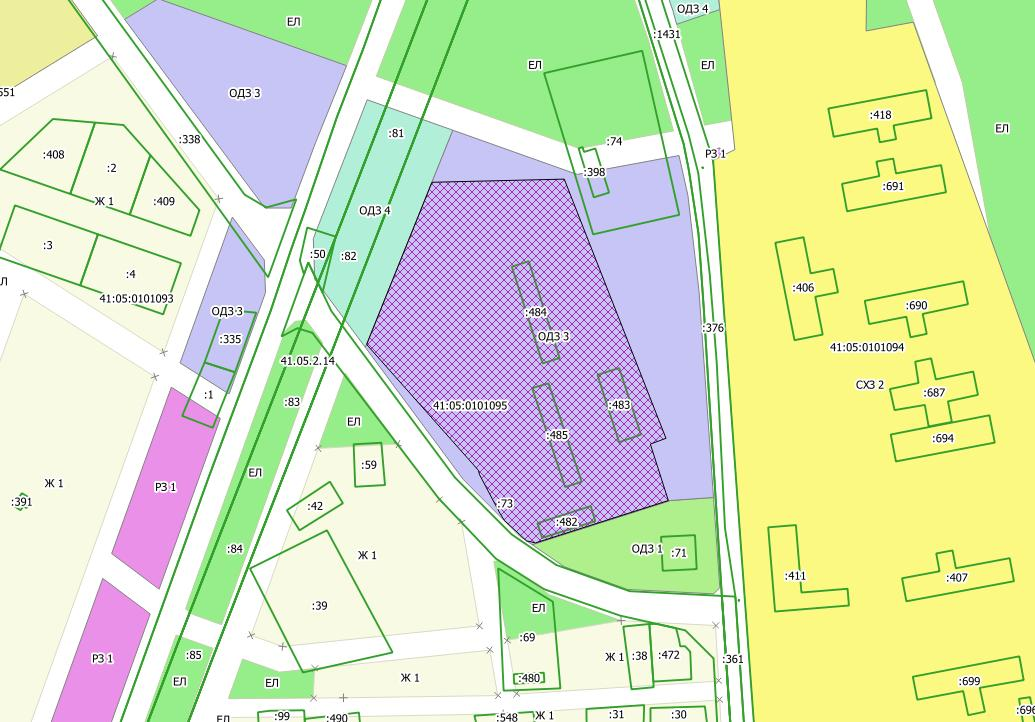 ОДЗ 4
ЕЛ
:1431
ЕЛ
ЕЛ
ОДЗ 3
:551
:418
:81
ЕЛ
:338
:74
РЗ 1
:408
:2
:398
:691
Ж 1
:409
ОДЗ 4
:3
:50
:82
:4
Л
:406
41:05:0101093
:690
ОДЗ 3
:484
:376
:335
ОДЗ 3
41:05:0101094
41.05.2.14
СХЗ 2
:687
:1
:83
41:05:0101095
:483
ЕЛ
:485
:694
:59
ЕЛ
Ж 1
РЗ 1
:391
:42
:73
:482
:84
ОДЗ 1
:71
Ж 1
:411
:407
:39
ЕЛ
:69
:85
РЗ 1
Ж 1
:38
:472
:361
ЕЛ
ЕЛ
Ж 1
:480
:699
ЕЛ
:99
:490
:548
Ж 1
:31
:30
:696